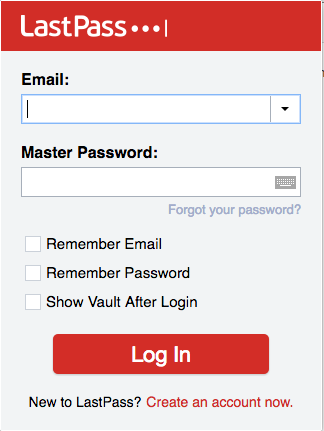 LastPass
Email:
Master Password:
Forgot your password?
Remember Email
Remember Password
Show Vault After Login
Log In
New to LastPass? Create an account now.